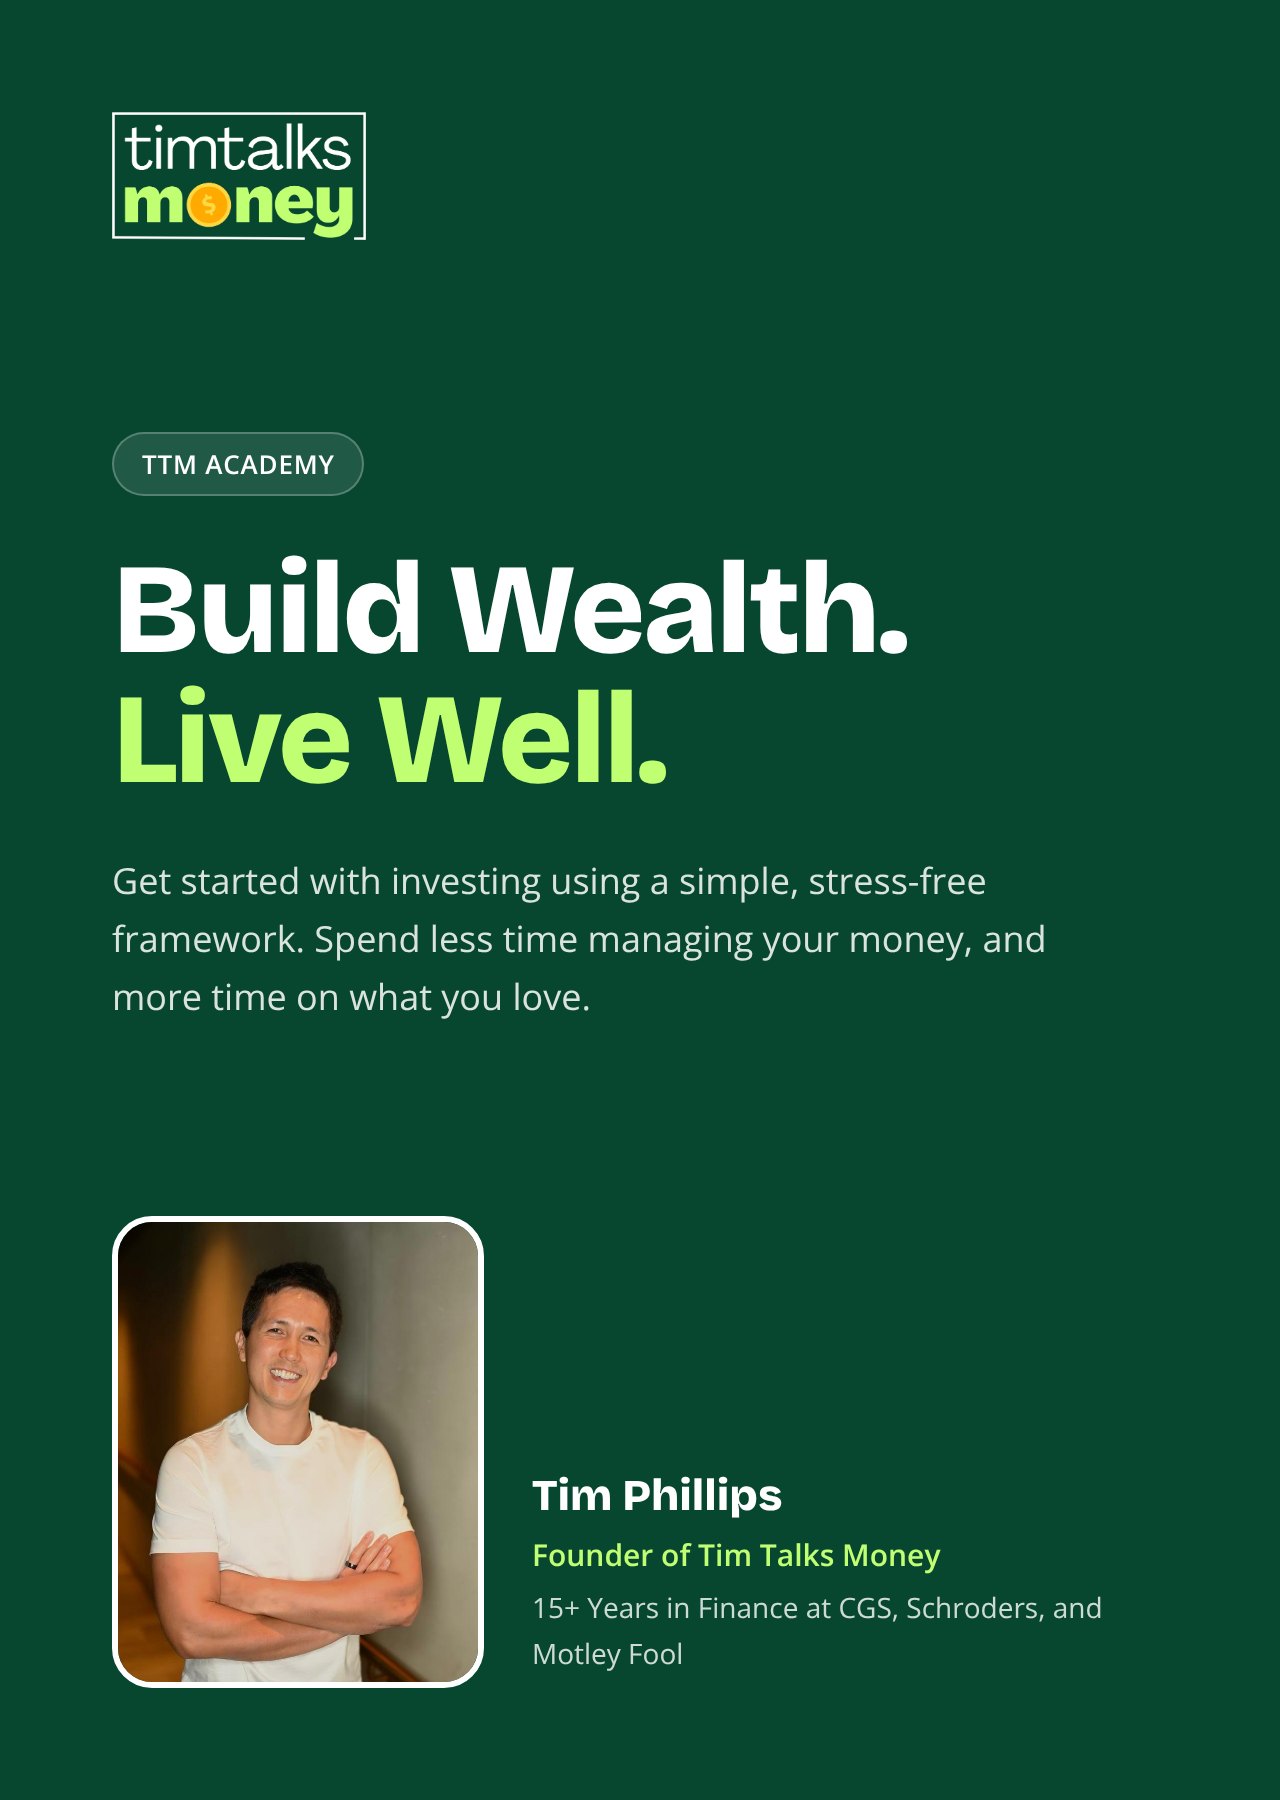 timtalks
money
TTM ACADEMY
Build Wealth.
Live Well.
Get started with investing using a simple, stress-free
framework. Spend less time managing your money, and
more time on what you love.
Tim Phillips
Founder of Tim Talks Money
15+ Years in Finance at CGS, Schroders, and
Motley Fool